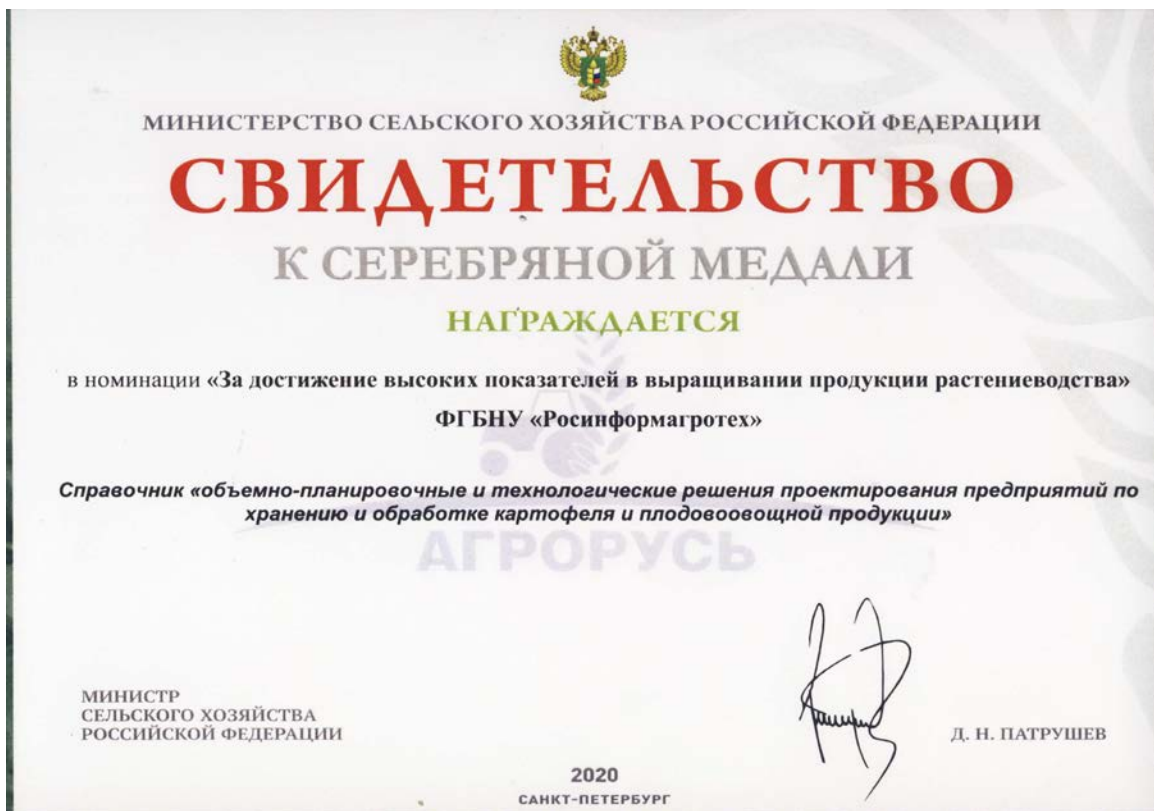 МИНИСТЕРСТВО СЕЛЬСКОГО ХОЗЯЙСТВА РОССИЙСКОЙ ФЕДЕРАЦИИ
СВИДЕТЕЛЬСТВО
К СЕРЕБРЯНОЙ МЕДАЛИ
НАГРАЖДАЕТСЯ
в номинации «За достижение высоких показателей в выращивании продукции растениеводства»
ФГБНУ «Росинформагротех»
Справочник «объемно-планировочные и технологические решения проектирования предприятий по
хранению и обработке картофеля и плодовоовощной продукции»
АГРОРУСЬ
МИНИСТР
СЕЛЬСКОГО ХОЗЯЙСТВА
РОССИЙСКОЙ ФЕДЕРАЦИИ
Д. Н. ПАТРУШЕВ
2020
САНКТ-ПЕТЕРБУРГ